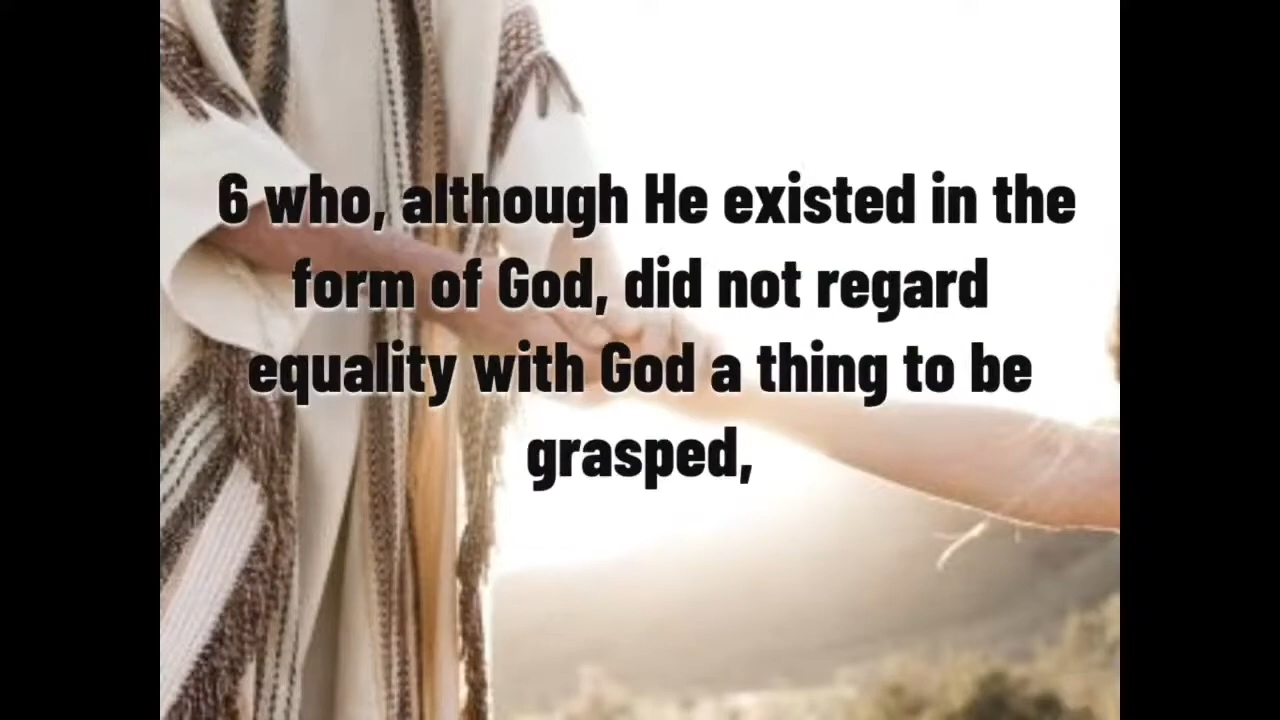 6 who, although He existed in the
form of God, did not regard
equality with God a thing to be
grasped,